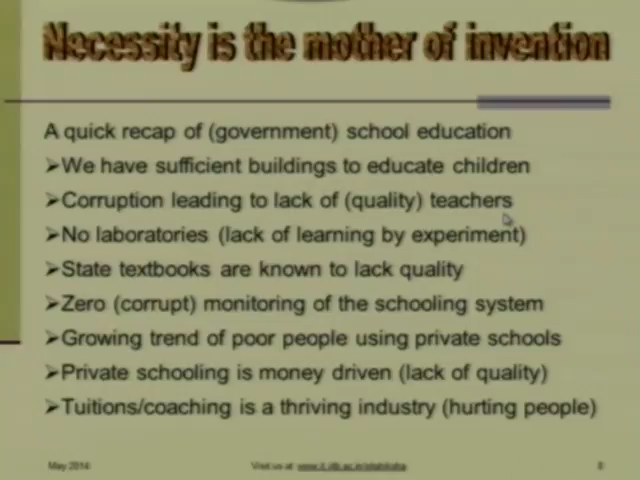 Necessity is the mother of invention
A quick recap of (government) school education
➢We have sufficient buildings to educate children
➢Corruption leading to lack of (quality) teachers
➢No laboratories (lack of learning by experiment)
➢State textbooks are known to lack quality
➢Zero (corrupt) monitoring of the schooling system
➢Growing trend of poor people using private schools
➢Private schooling is money driven (lack of quality)
➢Tuitions/coaching is a thriving industry (hurting people)
May 2014 Visit us at 8